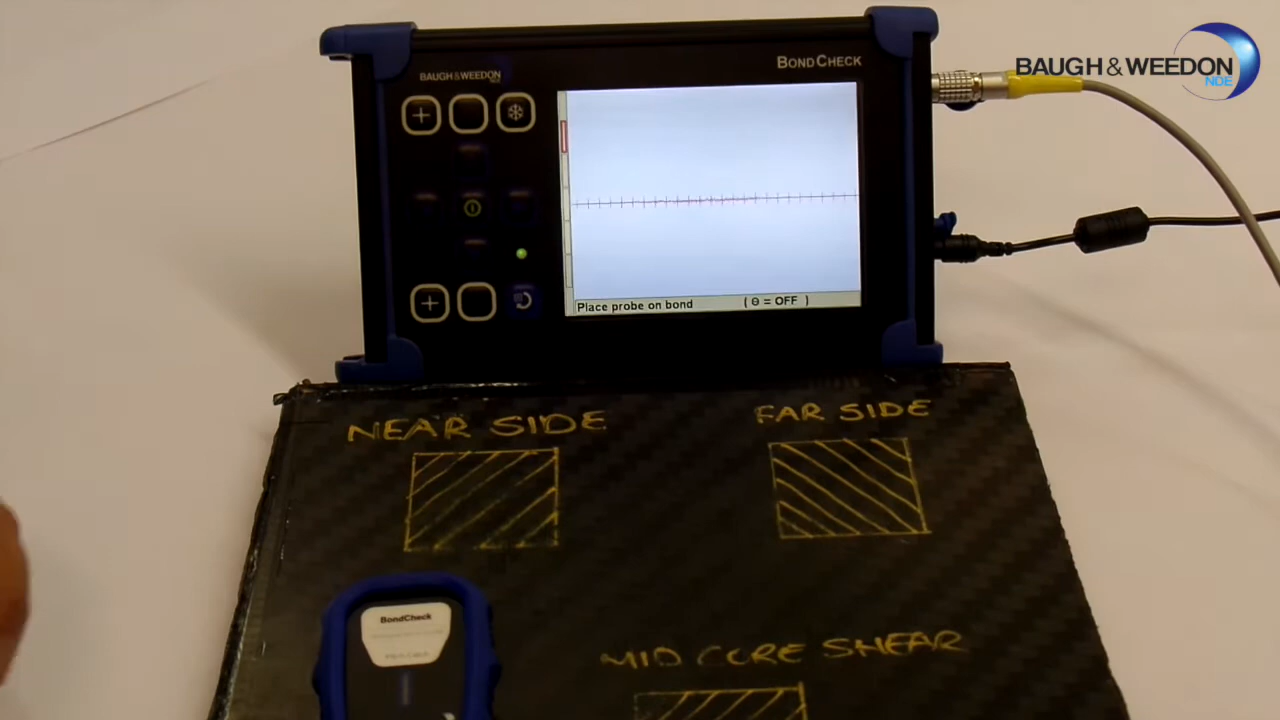 BAUGH & WEEDON
NDE
BAUGH & WEEDON
NDE
BONDCHECK
Place probe on bond ( θ = OFF )
NEAR SIDE
FAR SIDE
BondCheck
MID CORE SHEAR